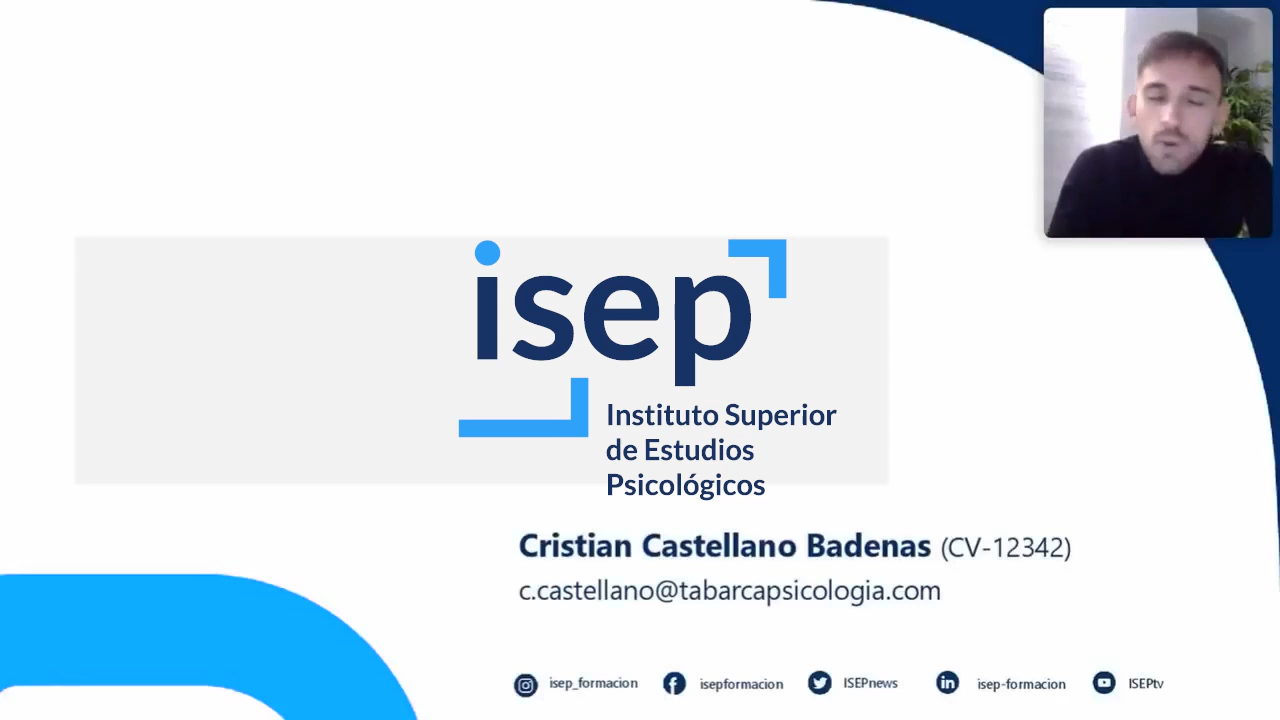 isep
Instituto Superior
de Estudios
Psicológicos
Cristian Castellano Badenas (CV-12342)
c.castellano@tabarcapsicologia.com
isep_formacion isepformacion ISEPnews isep-formacion ISEPtv